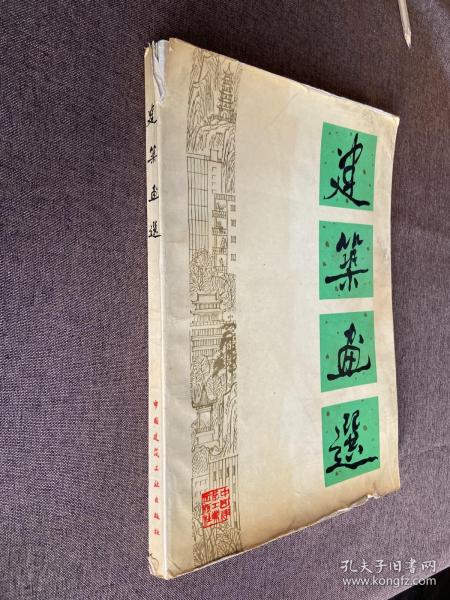 建築畫選
中国建筑工业出版社
建
築
畫
選
孔夫子旧书网
www.kongfz.com